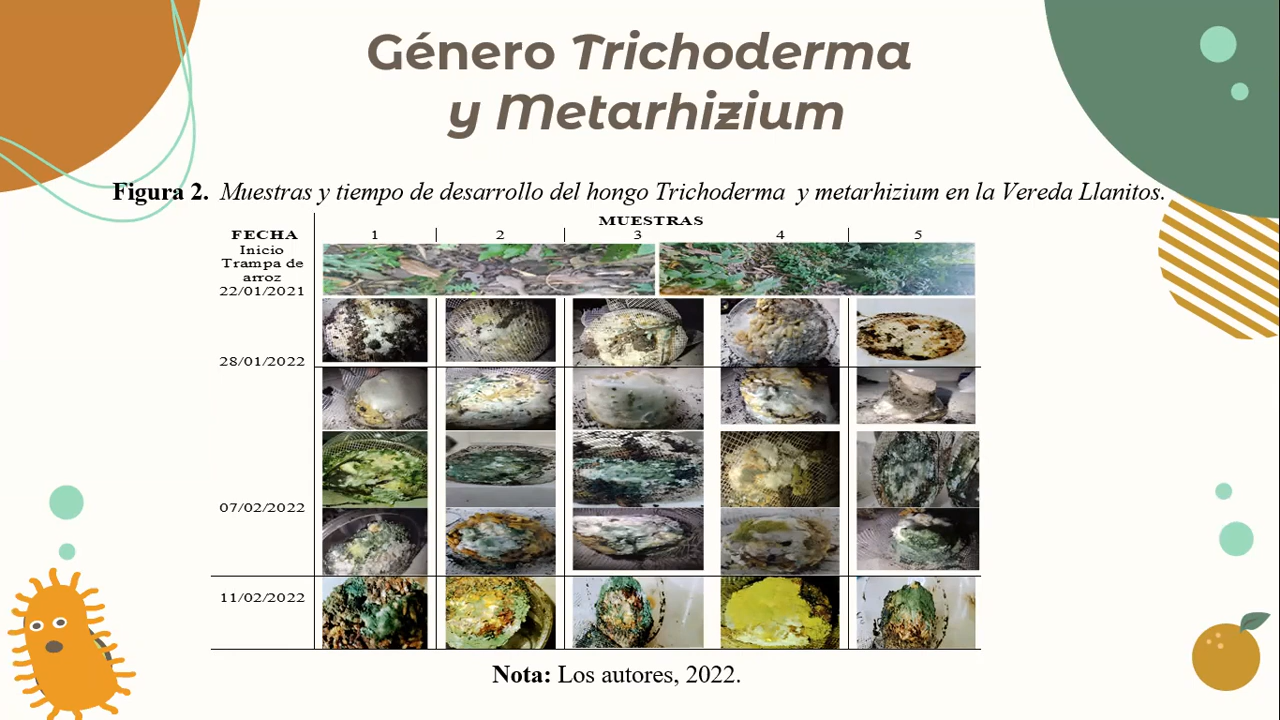 Género Trichoderma
y Metarhizium
Figura 2. Muestras y tiempo de desarrollo del hongo Trichoderma y metarhizium en la Vereda Llanitos.
MUESTRAS
FECHA 1 2 3 4 5
Inicio
Trampa de
arroz
22/01/2021
28/01/2022
07/02/2022
11/02/2022
Nota: Los autores, 2022.